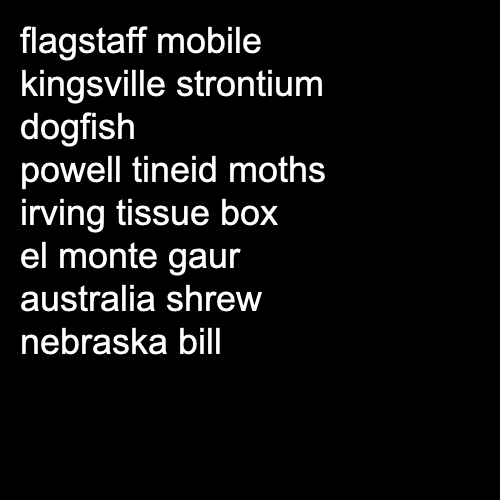 flagstaff mobile
kingsville strontium
dogfish
powell tineid moths
irving tissue box
el monte gaur
australia shrew
nebraska bill